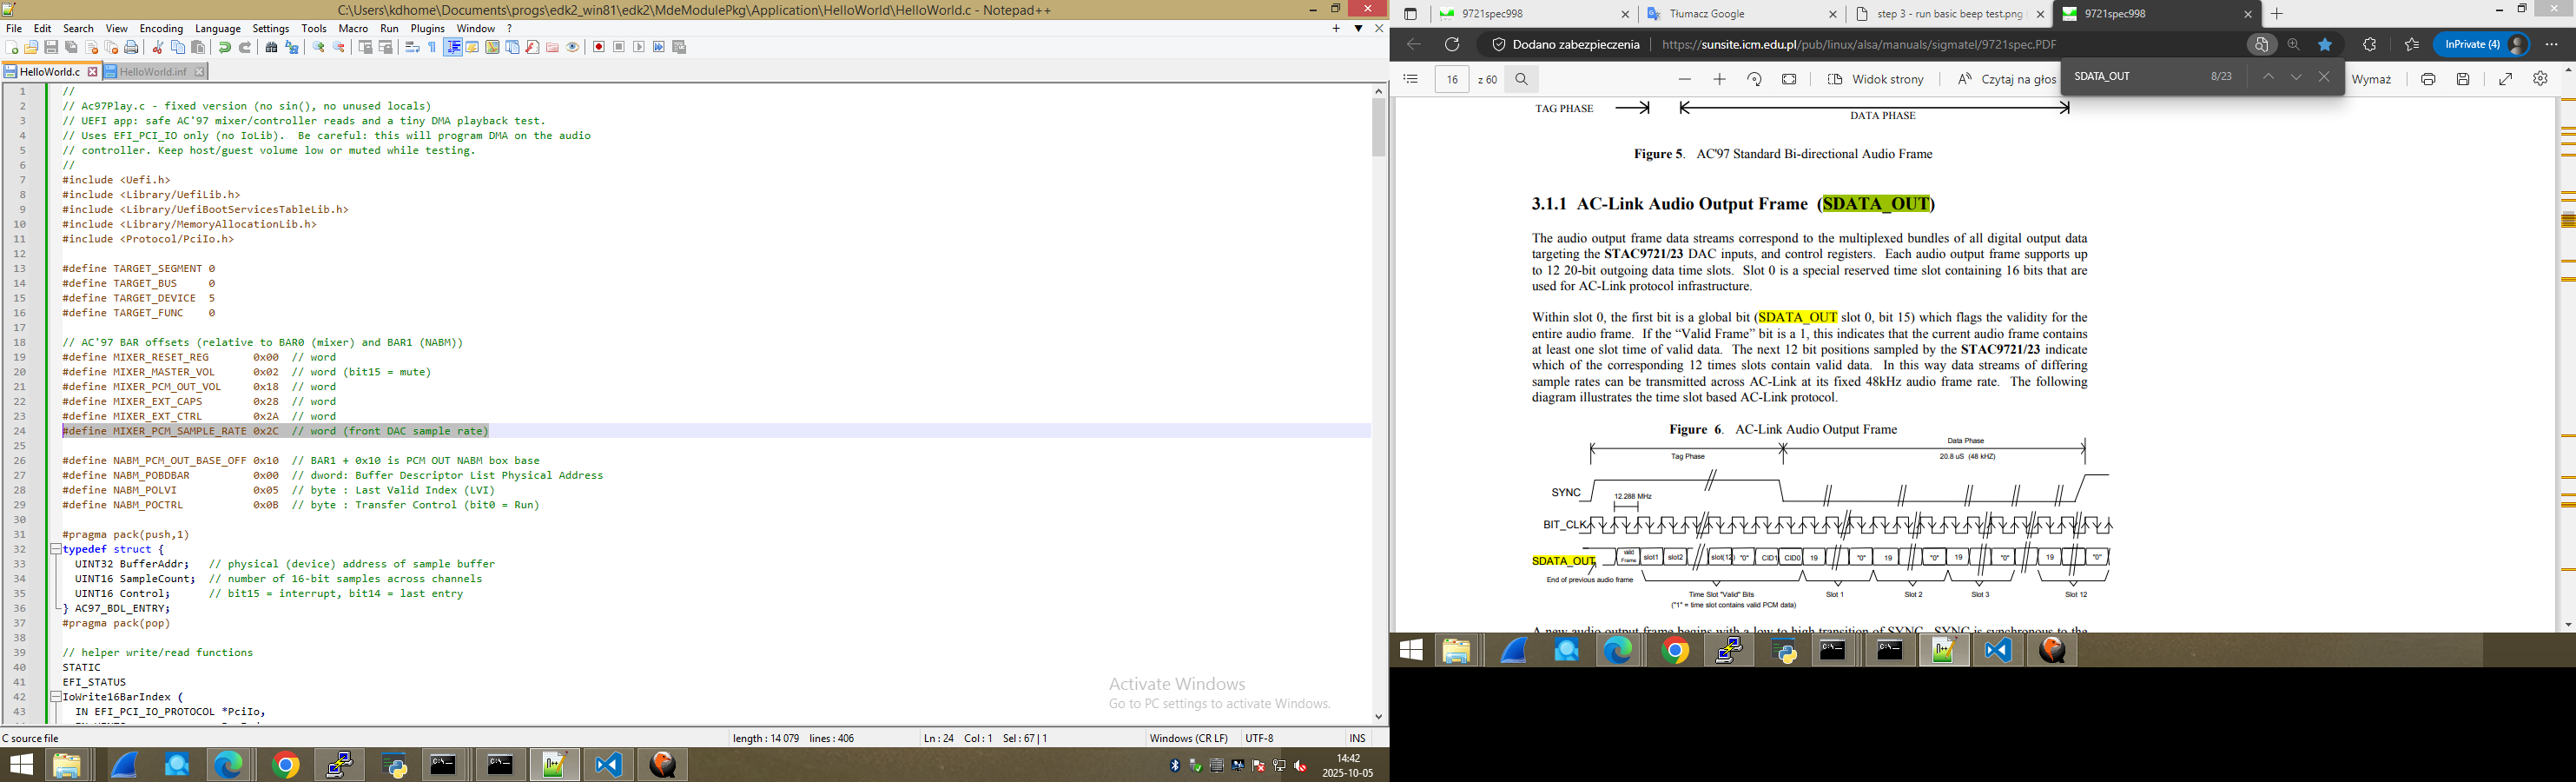 C:\Users\kdhome\Documents\progs\edk2_win81\edk2\MdeModulePkg\Application\HelloWorld\HelloWorld.c - Notepad++
File Edit Search View Encoding Language Settings Tools Macro Run Plugins Window ?
HelloWorld.c HelloWorld.inf
1 //
2 // Ac97Play.c - fixed version (no sin(), no unused locals)
3 // UEFI app: safe AC'97 mixer/controller reads and a tiny DMA playback test.
4 // Uses EFI_PCI_IO only (no IoLib).  Be careful: this will program DMA on the audio
5 // controller. Keep host/guest volume low or muted while testing.
6 //
7 #include <Uefi.h>
8 #include <Library/UefiLib.h>
9 #include <Library/UefiBootServicesTableLib.h>
10 #include <Library/MemoryAllocationLib.h>
11 #include <Protocol/PciIo.h>
12
13 #define TARGET_SEGMENT 0
14 #define TARGET_BUS     0
15 #define TARGET_DEVICE  5
16 #define TARGET_FUNC    0
17
18 // AC'97 BAR offsets (relative to BAR0 (mixer) and BAR1 (NABM))
19 #define MIXER_RESET_REG      0x00  // word
20 #define MIXER_MASTER_VOL     0x02  // word (bit15 = mute)
21 #define MIXER_PCM_OUT_VOL    0x18  // word
22 #define MIXER_EXT_CAPS       0x28  // word
23 #define MIXER_EXT_CTRL       0x2A  // word
24 #define MIXER_PCM_SAMPLE_RATE 0x2C  // word (front DAC sample rate)
25
26 #define NABM_PCM_OUT_BASE_OFF 0x10  // BAR1 + 0x10 is PCM OUT NABM box base
27 #define NABM_POBDBAR         0x00  // dword: Buffer Descriptor List Physical Address
28 #define NABM_POLVI           0x05  // byte : Last Valid Index (LVI)
29 #define NABM_POCTRL          0x0B  // byte : Transfer Control (bit0 = Run)
30
31 #pragma pack(push,1)
32 typedef struct {
33   UINT32 BufferAddr;   // physical (device) address of sample buffer
34   UINT16 SampleCount;  // number of 16-bit samples across channels
35   UINT16 Control;      // bit15 = interrupt, bit14 = last entry
36 } AC97_BDL_ENTRY;
37 #pragma pack(pop)
38
39 // helper write/read functions
40 STATIC
41 EFI_STATUS
42 IoWrite16BarIndex (
43   IN EFI_PCI_IO_PROTOCOL *PciIo,
Activate Windows
Go to PC settings to activate Windows.
C source file length : 14 079 lines : 406 Ln : 24 Col : 1 Sel : 67 | 1 Windows (CR LF) UTF-8 INS
14:42
2025-10-05
9721spec998 Tłumacz Google step 3 - run basic beep test.png 9721spec998
Dodano zabezpieczenia https://sunsite.icm.edu.pl/pub/linux/alsa/manuals/sigmatel/9721spec.PDF InPrivate (4)
16 z 60 Widok strony Czytaj na głos SDATA_OUT 8/23 Wymaż
TAG PHASE DATA PHASE
Figure 5. AC'97 Standard Bi-directional Audio Frame
3.1.1 AC-Link Audio Output Frame (SDATA_OUT)
The audio output frame data streams correspond to the multiplexed bundles of all digital output data
targeting the STAC9721/23 DAC inputs, and control registers. Each audio output frame supports up
to 12 20-bit outgoing data time slots. Slot 0 is a special reserved time slot containing 16 bits that are
used for AC-Link protocol infrastructure.
Within slot 0, the first bit is a global bit (SDATA_OUT slot 0, bit 15) which flags the validity for the
entire audio frame. If the “Valid Frame” bit is a 1, this indicates that the current audio frame contains
at least one slot time of valid data. The next 12 bit positions sampled by the STAC9721/23 indicate
which of the corresponding 12 times slots contain valid data. In this way data streams of differing
sample rates can be transmitted across AC-Link at its fixed 48kHz audio frame rate. The following
diagram illustrates the time slot based AC-Link protocol.
Figure 6. AC-Link Audio Output Frame
Data Phase
Tag Phase 20.8 uS (48 kHZ)
SYNC
12.288 MHz
BIT_CLK
SDATA_OUT valid Frame slot1 slot2 slot(12) "0" CID1 CID0 19 "0" 19 "0" 19 "0" 19 "0"
End of previous audio frame
Time Slot "Valid" Bits Slot 1 Slot 2 Slot 3 Slot 12
("1" = time slot contains valid PCM data)
A new audio output frame begins with a low to high transition of SYNC. SYNC is synchronous to the